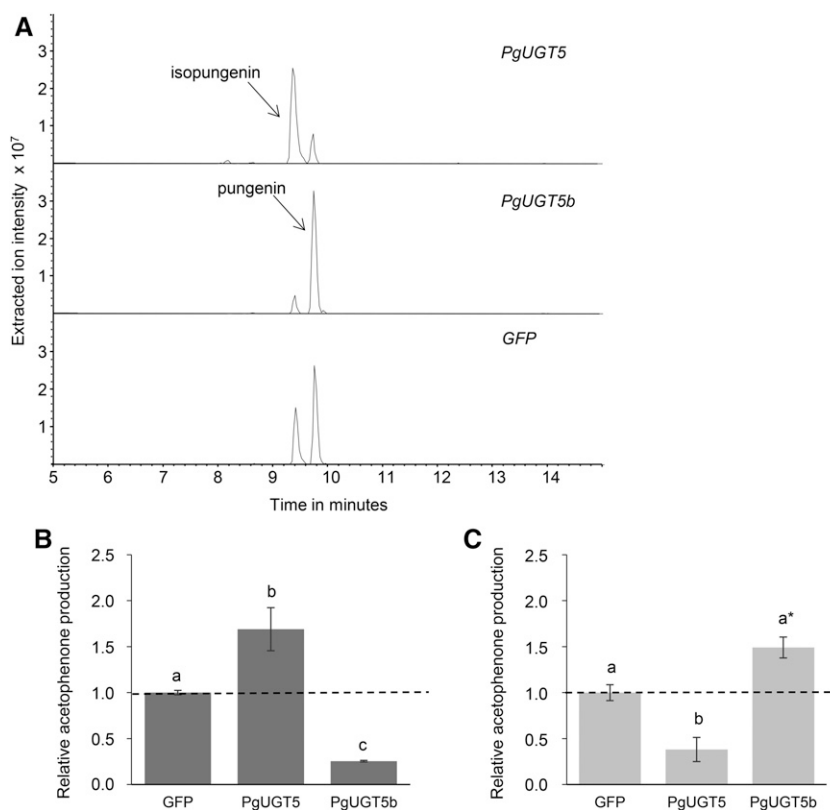 A
Extracted ion intensity x 10⁷
3
2
1
isopungenin
PgUGT5
3
2
1
pungenin
PgUGT5b
3
2
1
GFP
5 6 7 8 9 10 11 12 13 14
Time in minutes
B
Relative acetophenone production
2.5
2.0
1.5
1.0
0.5
0.0
a
b
c
GFP PgUGT5 PgUGT5b
C
Relative acetophenone production
2.5
2.0
1.5
1.0
0.5
0.0
a
b
a*
GFP PgUGT5 PgUGT5b